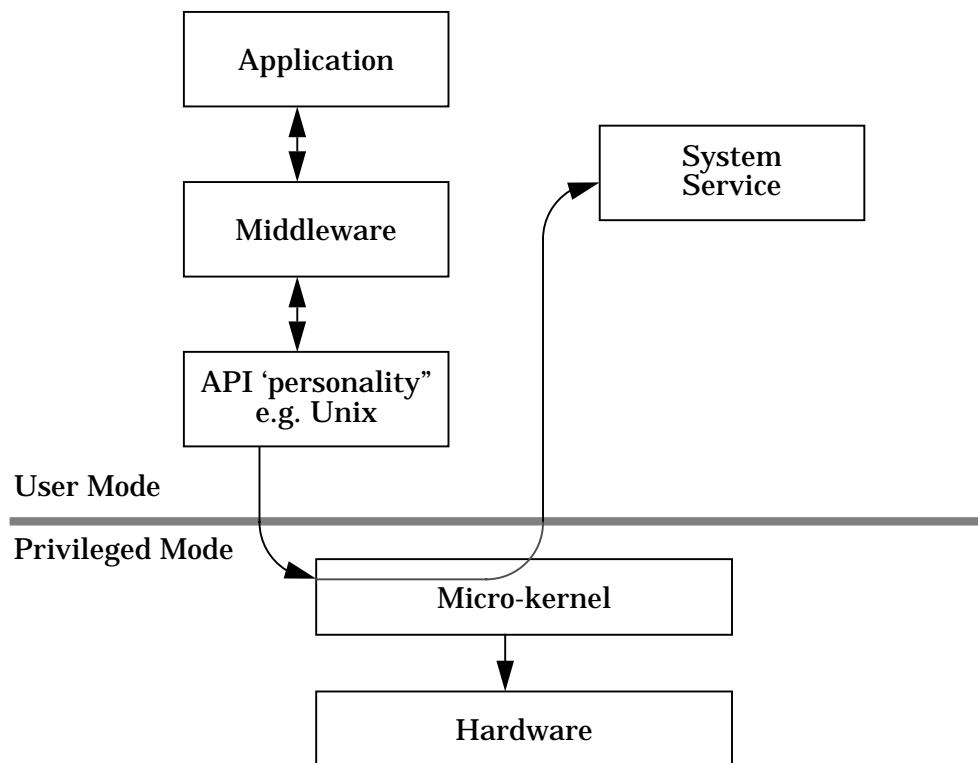 Application
System
Service
Middleware
API ‘personality”
e.g. Unix
User Mode
Privileged Mode
Micro-kernel
Hardware